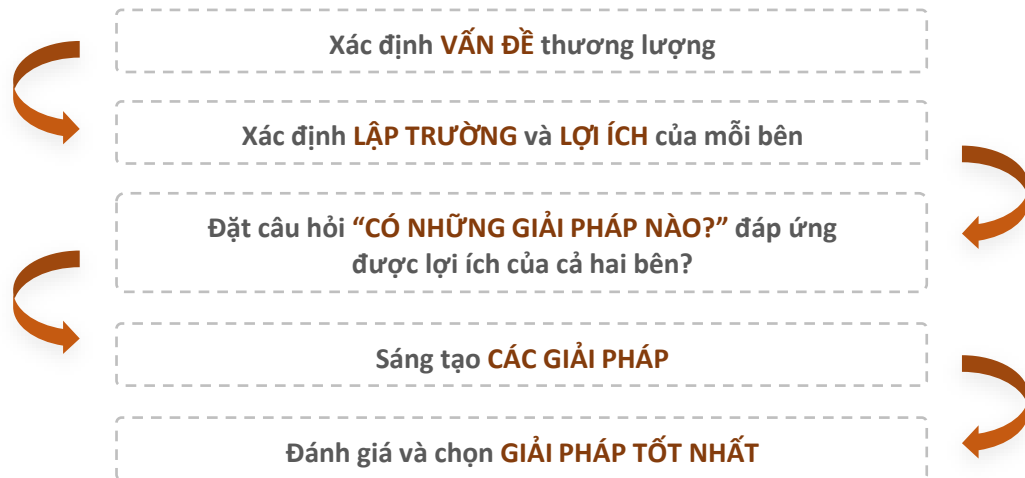 Xác định VẤN ĐỀ thương lượng
Xác định LẬP TRƯỜNG và LỢI ÍCH của mỗi bên
Đặt câu hỏi “CÓ NHỮNG GIẢI PHÁP NÀO?” đáp ứng
được lợi ích của cả hai bên?
Sáng tạo CÁC GIẢI PHÁP
Đánh giá và chọn GIẢI PHÁP TỐT NHẤT